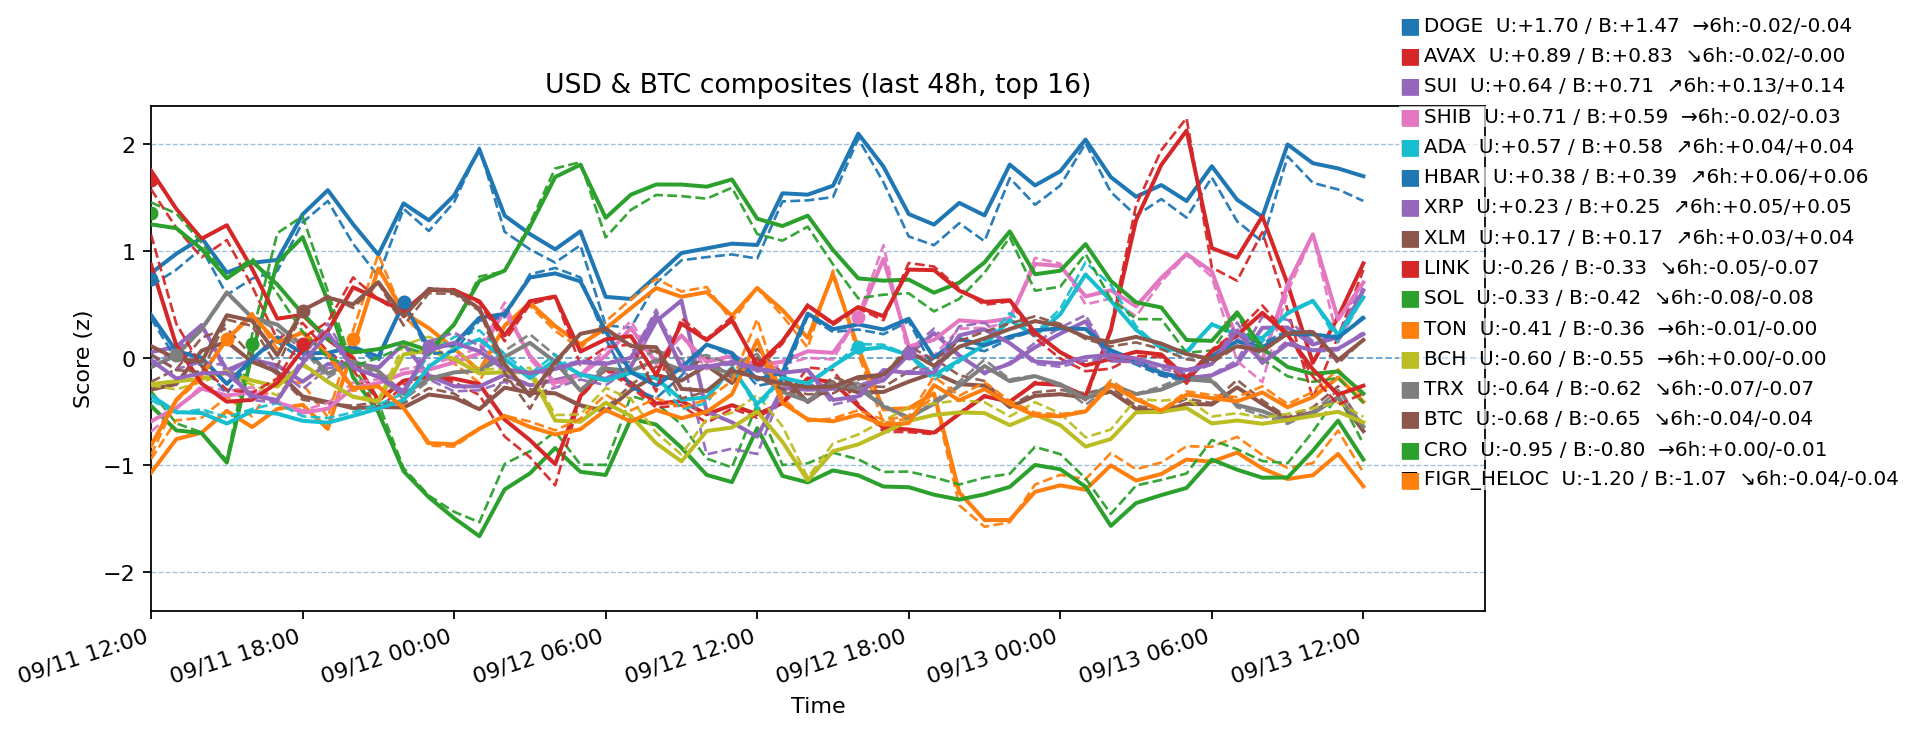 USD & BTC composites (last 48h, top 16)
DOGE  U:+1.70 / B:+1.47  →6h:-0.02/-0.04
AVAX  U:+0.89 / B:+0.83  ↘6h:-0.02/-0.00
SUI  U:+0.64 / B:+0.71  ↗6h:+0.13/+0.14
SHIB  U:+0.71 / B:+0.59  →6h:-0.02/-0.03
ADA  U:+0.57 / B:+0.58  ↗6h:+0.04/+0.04
HBAR  U:+0.38 / B:+0.39  ↗6h:+0.06/+0.06
XRP  U:+0.23 / B:+0.25  ↗6h:+0.05/+0.05
XLM  U:+0.17 / B:+0.17  ↗6h:+0.03/+0.04
LINK  U:-0.26 / B:-0.33  ↘6h:-0.05/-0.07
SOL  U:-0.33 / B:-0.42  ↘6h:-0.08/-0.08
TON  U:-0.41 / B:-0.36  →6h:-0.01/-0.00
BCH  U:-0.60 / B:-0.55  →6h:+0.00/-0.00
TRX  U:-0.64 / B:-0.62  ↘6h:-0.07/-0.07
BTC  U:-0.68 / B:-0.65  ↘6h:-0.04/-0.04
CRO  U:-0.95 / B:-0.80  →6h:+0.00/-0.01
FIGR_HELOC  U:-1.20 / B:-1.07  ↘6h:-0.04/-0.04
Score (z)
2
1
0
−1
−2
09/11 12:00
09/11 18:00
09/12 00:00
09/12 06:00
09/12 12:00
09/12 18:00
09/13 00:00
09/13 06:00
09/13 12:00
Time